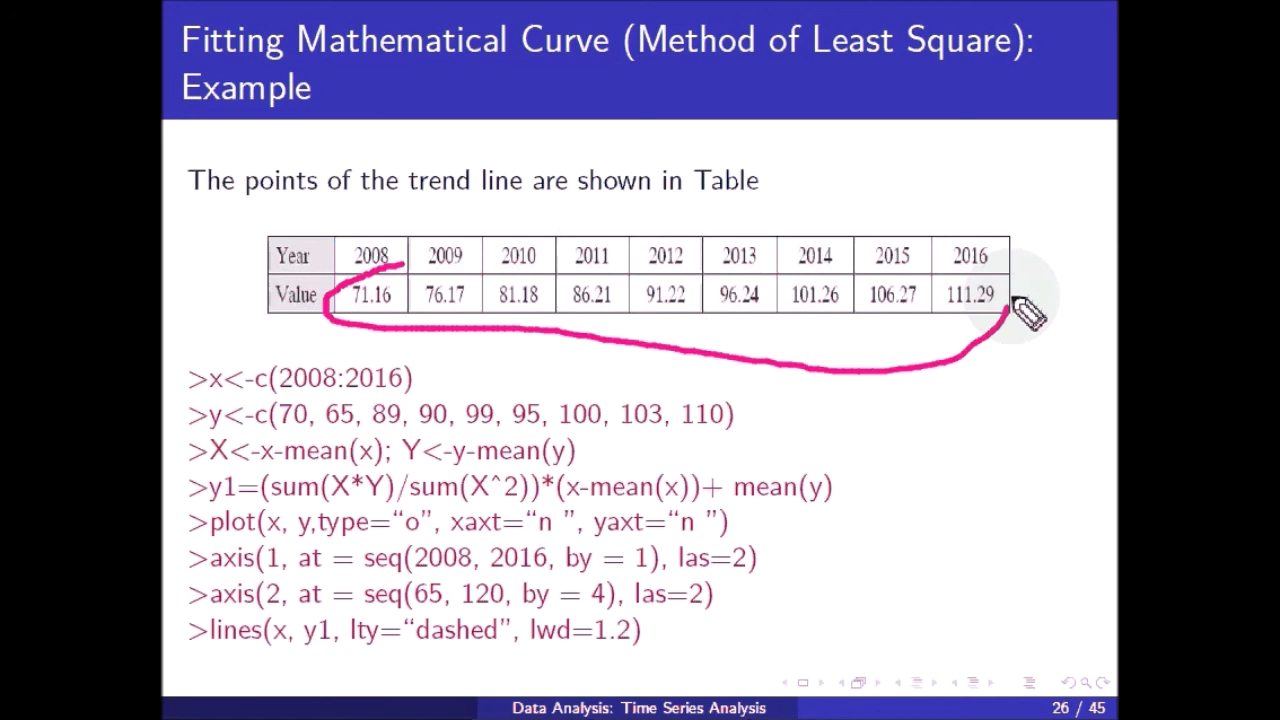 Fitting Mathematical Curve (Method of Least Square):
Example
The points of the trend line are shown in Table
Year 2008 2009 2010 2011 2012 2013 2014 2015 2016
Value 71.16 76.17 81.18 86.21 91.22 96.24 101.26 106.27 111.29
>x<-c(2008:2016)
>y<-c(70, 65, 89, 90, 99, 95, 100, 103, 110)
>X<-x-mean(x); Y<-y-mean(y)
>y1=(sum(X*Y)/sum(X^2))*(x-mean(x))+ mean(y)
>plot(x, y,type=“o”, xaxt=“n ”, yaxt=“n ”)
>axis(1, at = seq(2008, 2016, by = 1), las=2)
>axis(2, at = seq(65, 120, by = 4), las=2)
>lines(x, y1, lty=“dashed”, lwd=1.2)
Data Analysis: Time Series Analysis 26 / 45